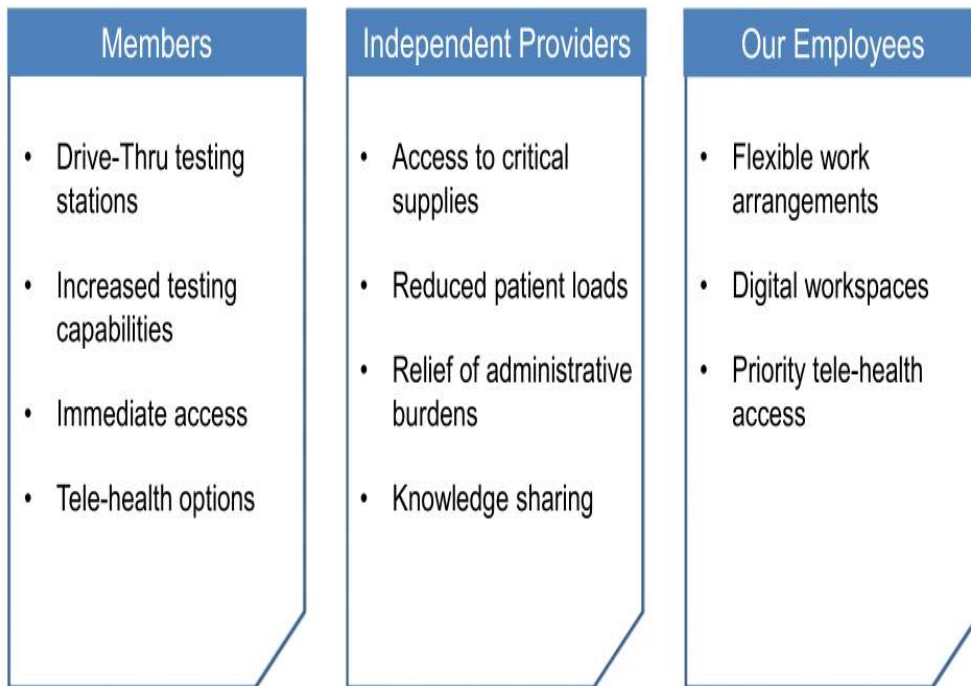 Members
• Drive-Thru testing
stations
• Increased testing
capabilities
• Immediate access
• Tele-health options
Independent Providers
• Access to critical
supplies
• Reduced patient loads
• Relief of administrative
burdens
• Knowledge sharing
Our Employees
• Flexible work
arrangements
• Digital workspaces
• Priority tele-health
access